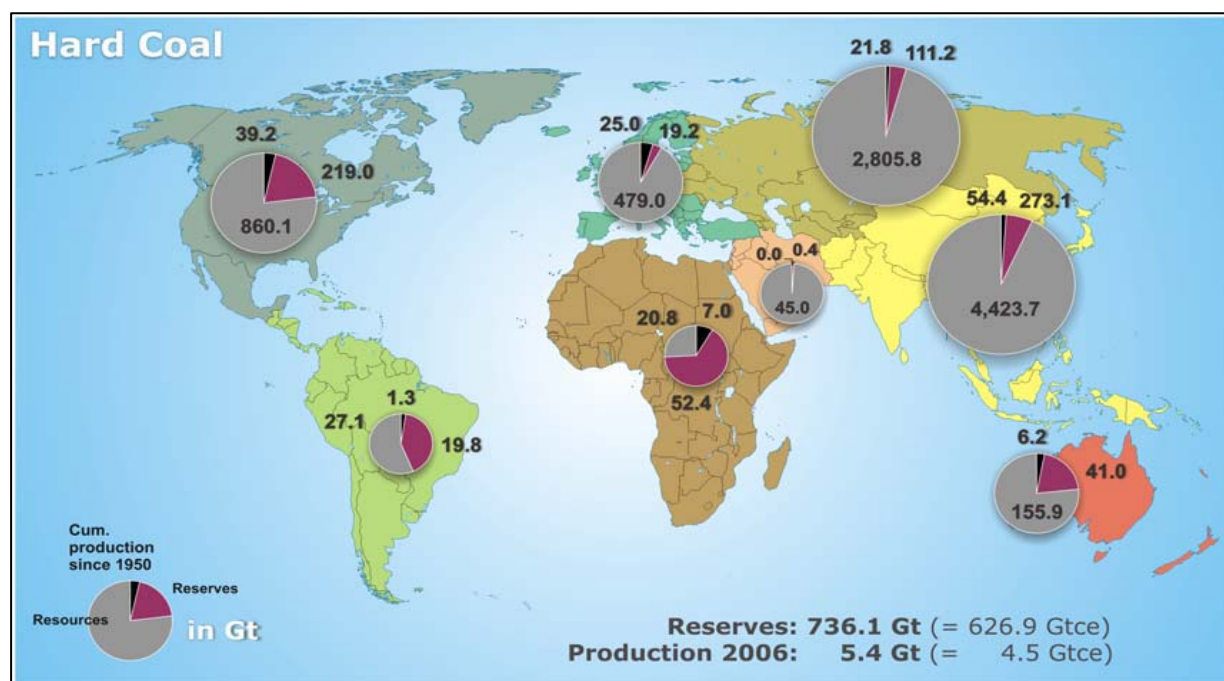 Hard Coal
21.8
111.2
2,805.8
39.2
219.0
860.1
25.0
19.2
479.0
54.4
273.1
4,423.7
0.0
0.4
45.0
20.8
7.0
52.4
1.3
27.1
19.8
6.2
41.0
155.9
Cum.
production
since 1950
Reserves
Resources
in Gt
Reserves: 736.1 Gt (= 626.9 Gtce)
Production 2006: 5.4 Gt (= 4.5 Gtce)